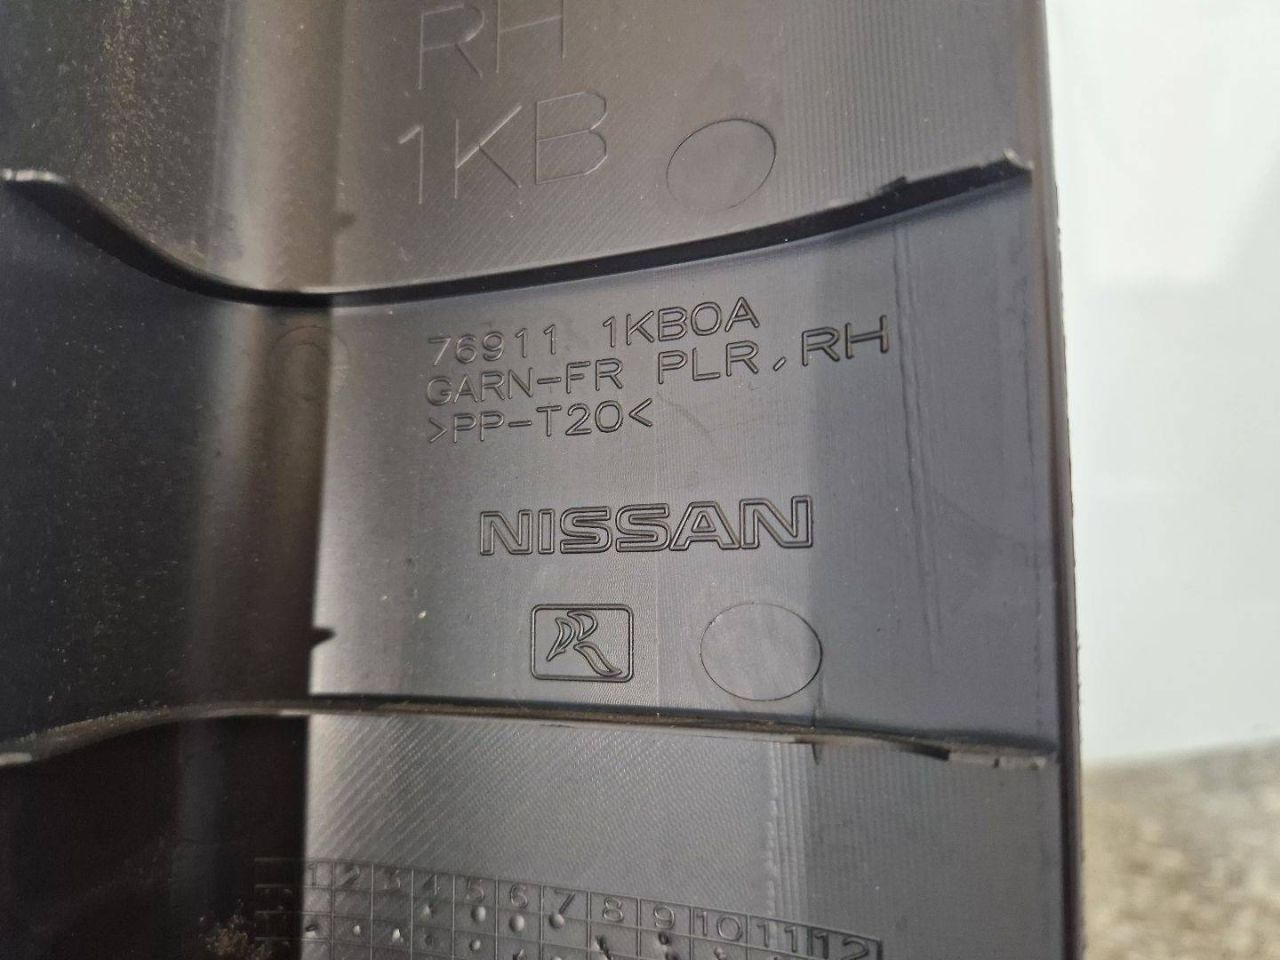 RH
1KB
76911 1KB0A
GARN-FR PLR, RH
>PP-T20<
NISSAN
R
1 2 3 4 5 6 7 8 9 10 11 12